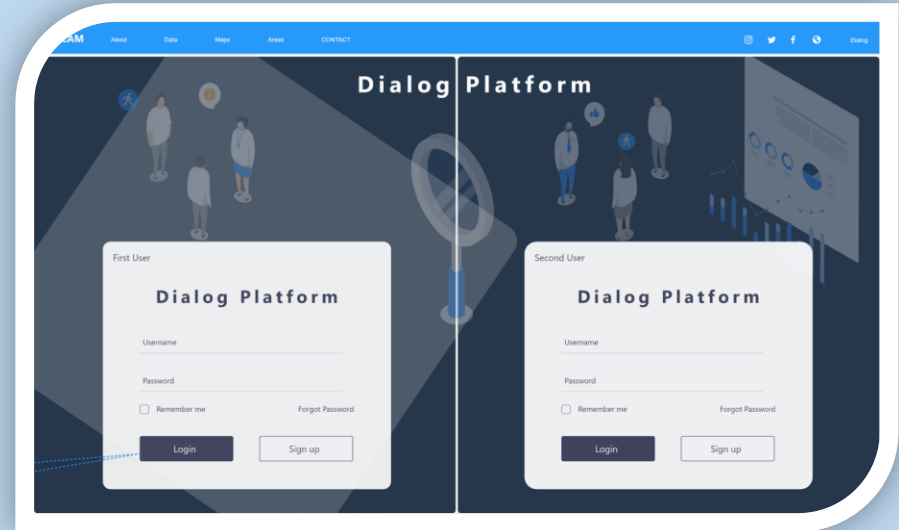 About Data Maps Areas CONTACT Dialog
Dialog Platform
First User
Dialog Platform
Username
Password
Remember me Forgot Password
Login Sign up
Second User
Dialog Platform
Username
Password
Remember me Forgot Password
Login Sign up